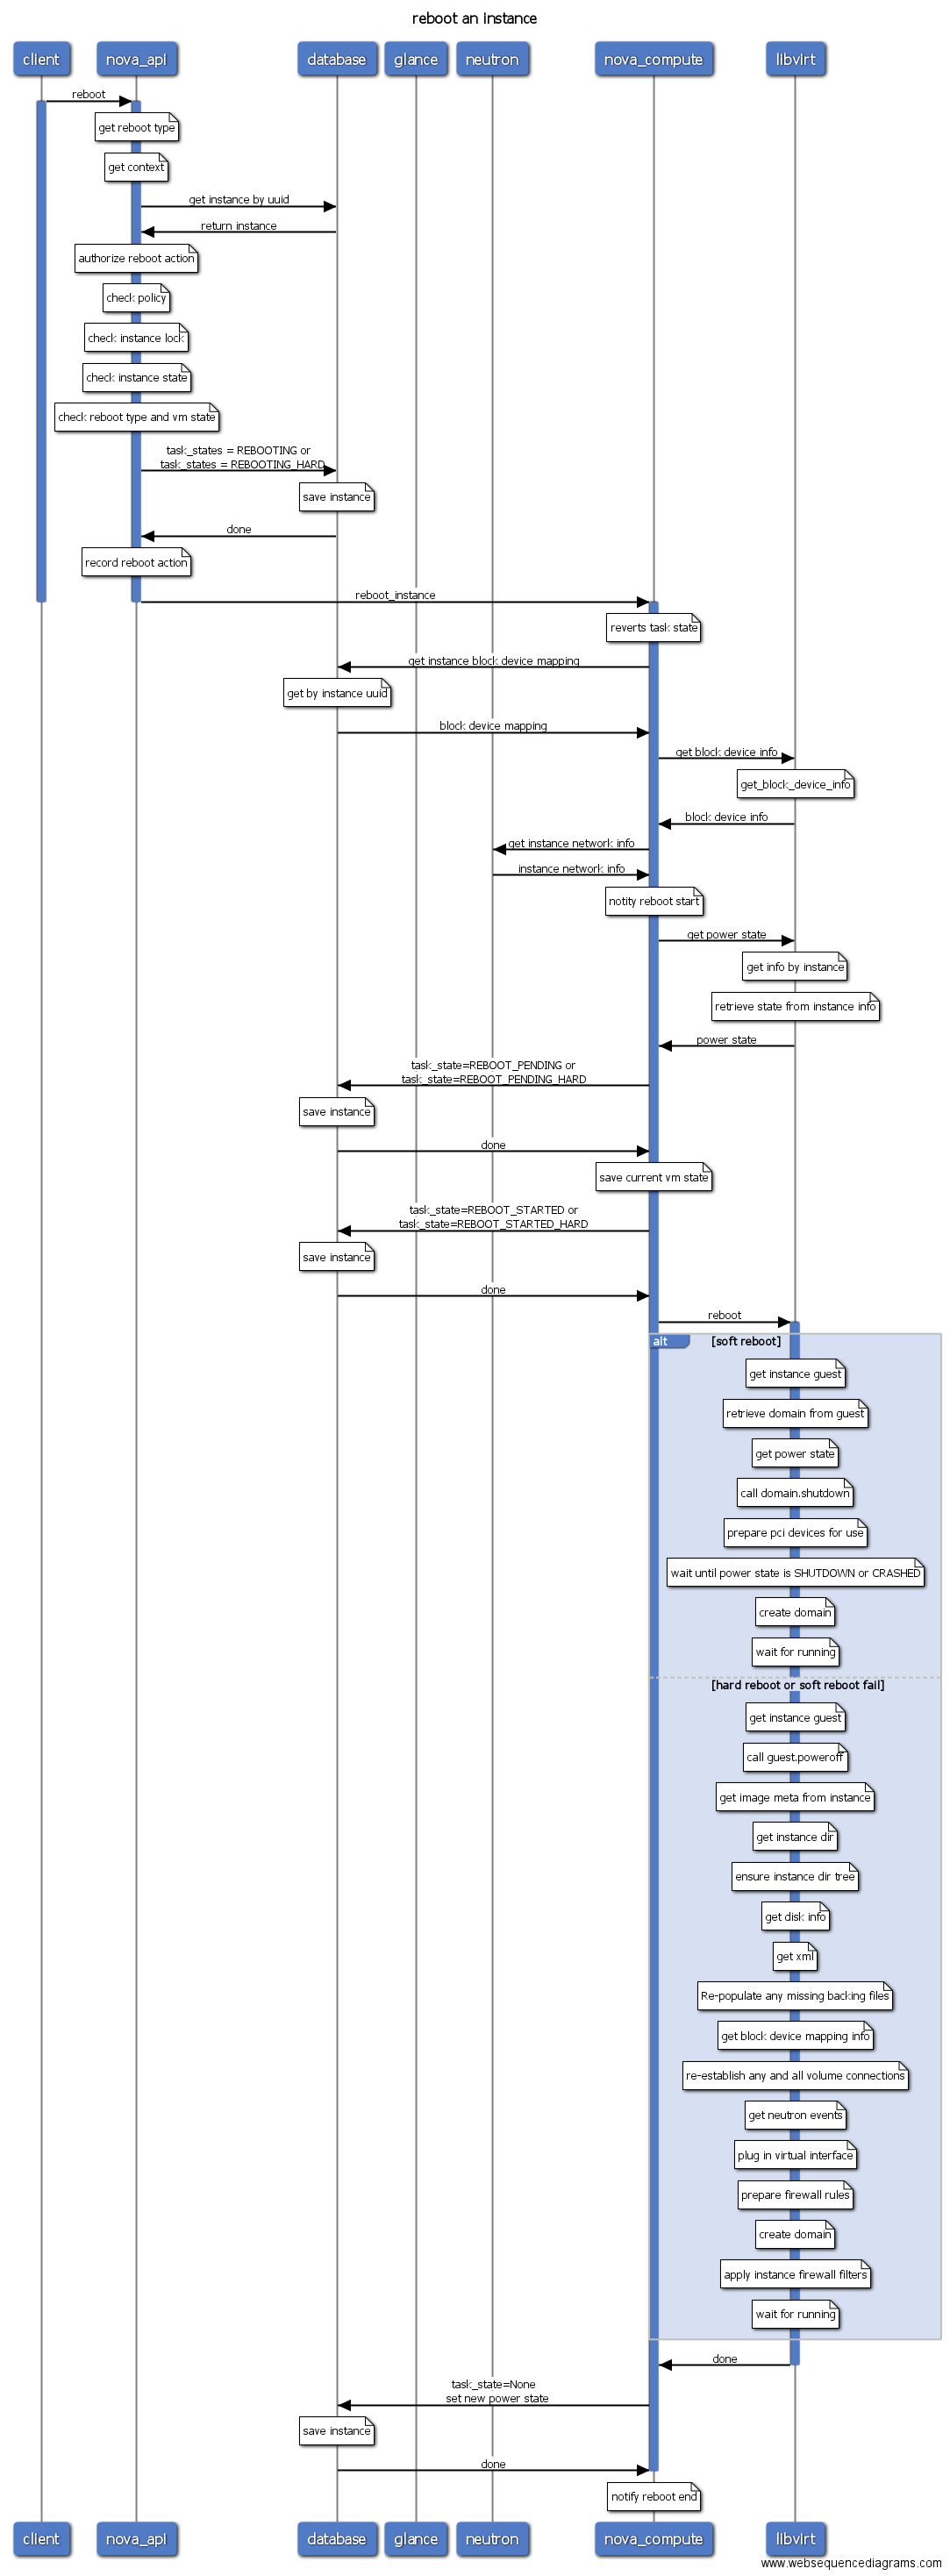 reboot an instance
client
nova_api
database
glance
neutron
nova_compute
libvirt
reboot
get reboot type
get context
get instance by uuid
return instance
authorize reboot action
check policy
check instance lock
check instance state
check reboot type and vm state
task_states = REBOOTING or
task_states = REBOOTING_HARD
save instance
done
record reboot action
reboot_instance
reverts task state
get instance block device mapping
get by instance uuid
block device mapping
get block device info
get_block_device_info
block device info
get instance network info
instance network info
notity reboot start
get power state
get info by instance
retrieve state from instance info
power state
task_state=REBOOT_PENDING or
task_state=REBOOT_PENDING_HARD
save instance
done
save current vm state
task_state=REBOOT_STARTED or
task_state=REBOOT_STARTED_HARD
save instance
done
reboot
alt
[soft reboot]
get instance guest
retrieve domain from guest
get power state
call domain.shutdown
prepare pci devices for use
wait until power state is SHUTDOWN or CRASHED
create domain
wait for running
[hard reboot or soft reboot fail]
get instance guest
call guest.poweroff
get image meta from instance
get instance dir
ensure instance dir tree
get disk info
get xml
Re-populate any missing backing files
get block device mapping info
re-establish any and all volume connections
get neutron events
plug in virtual interface
prepare firewall rules
create domain
apply instance firewall filters
wait for running
done
task_state=None
set new power state
save instance
done
notify reboot end
client
nova_api
database
glance
neutron
nova_compute
libvirt
www.websequencediagrams.com